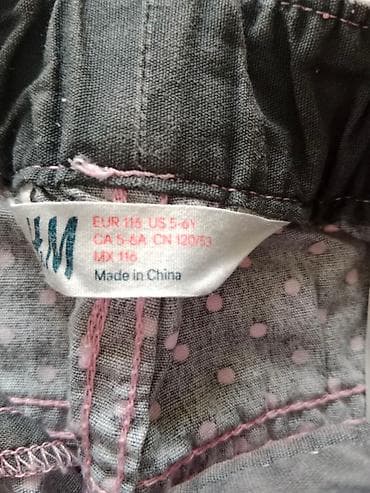 H&M
EUR 116 US 5-6Y
CA 5-6A CN 120/53
MX 116
Made in China